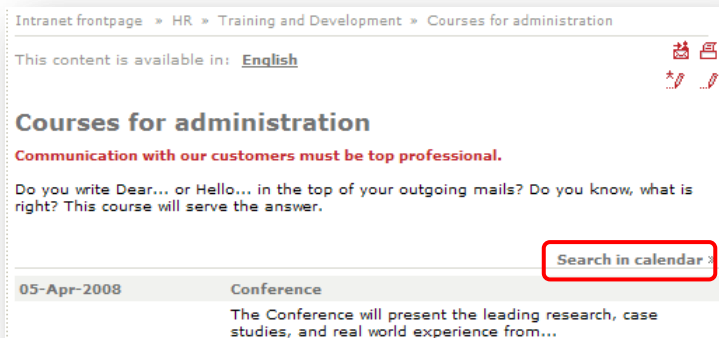 Intranet frontpage » HR » Training and Development » Courses for administration
This content is available in: English
Courses for administration
Communication with our customers must be top professional.
Do you write Dear... or Hello... in the top of your outgoing mails? Do you know, what is
right? This course will serve the answer.
Search in calendar »
05-Apr-2008 Conference
The Conference will present the leading research, case
studies, and real world experience from...